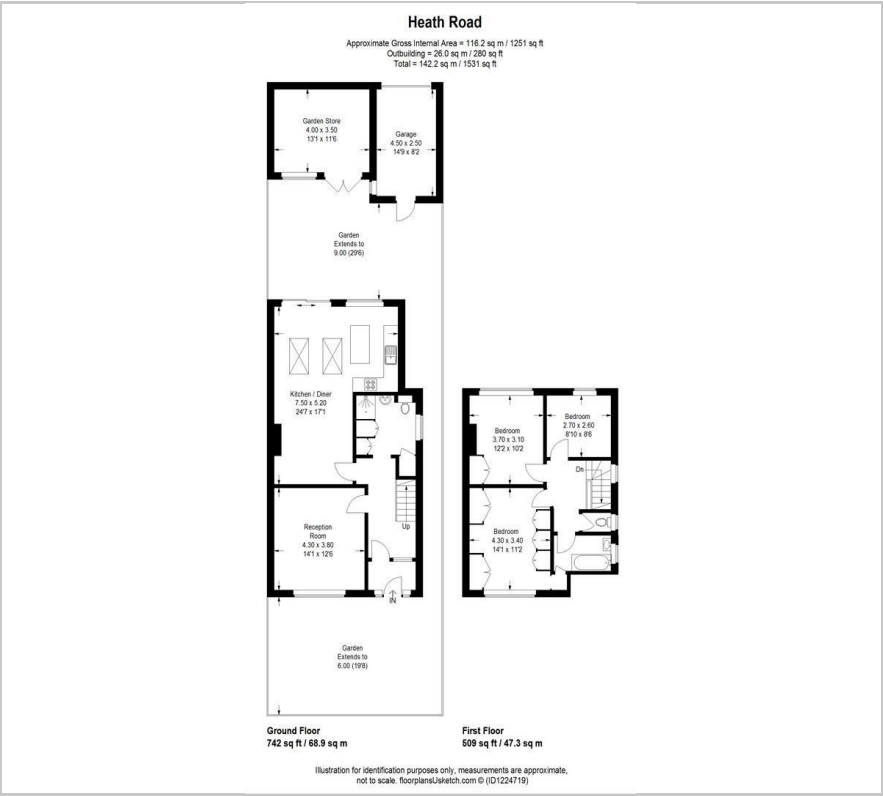 Heath Road
Approximate Gross Internal Area = 116.2 sq m / 1251 sq ft
Outbuilding = 26.0 sq m / 280 sq ft
Total = 142.2 sq m / 1531 sq ft
Garden Store
4.00 x 3.50
13'1 x 11'6
Garage
4.50 x 2.50
14'9 x 8'2
Garden
Extends to
9.00 (29'6)
Kitchen / Diner
7.50 x 5.20
24'7 x 17'1
Reception
Room
4.30 x 3.80
14'1 x 12'6
Up
IN
Garden
Extends to
6.00 (19'8)
Bedroom
3.70 x 3.10
12'2 x 10'2
Bedroom
2.70 x 2.60
8'10 x 8'6
Dn
Bedroom
4.30 x 3.40
14'1 x 11'2
Ground Floor
742 sq ft / 68.9 sq m
First Floor
509 sq ft / 47.3 sq m
Illustration for identification purposes only, measurements are approximate,
not to scale. floorplansUsketch.com © (ID1224719)